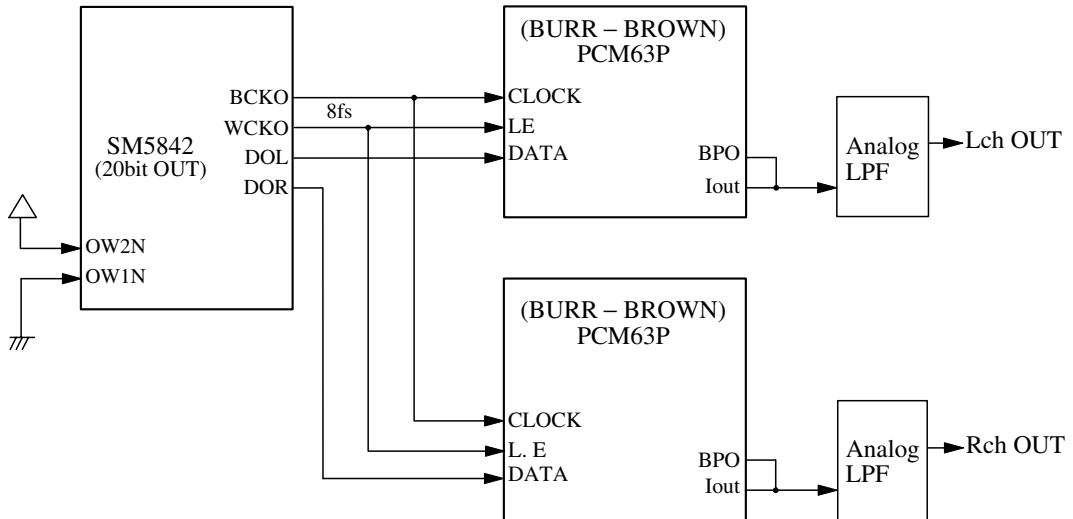 SM5842
(20bit OUT)
BCKO
WCKO
DOL
DOR
OW2N
OW1N
8fs
(BURR − BROWN)
PCM63P
CLOCK
LE
DATA
BPO
Iout
Analog
LPF
Lch OUT
(BURR − BROWN)
PCM63P
CLOCK
L. E
DATA
BPO
Iout
Analog
LPF
Rch OUT